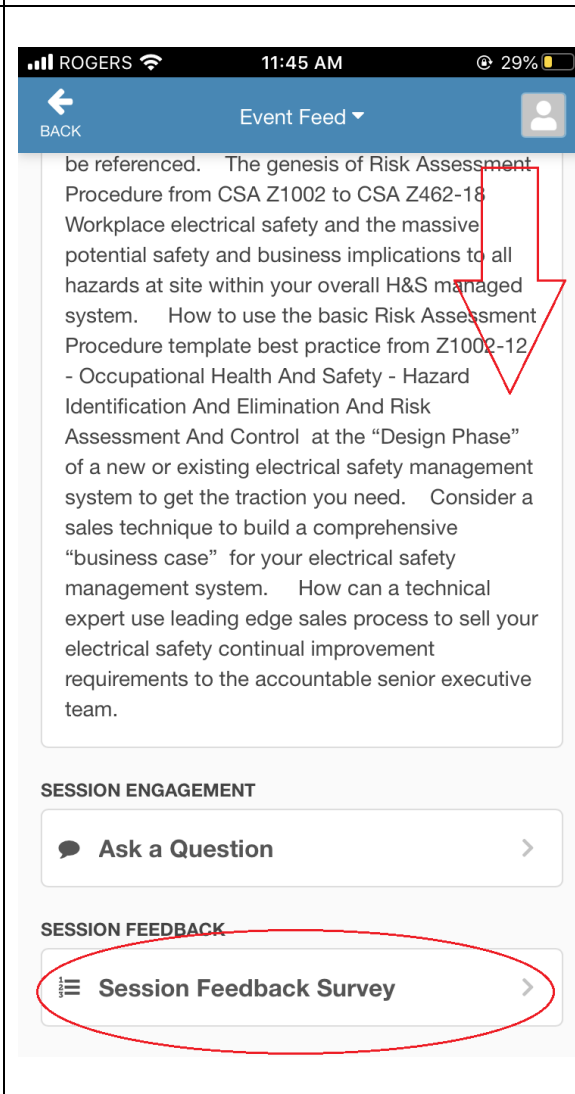 ROGERS 11:45 AM 29%
BACK Event Feed
be referenced. The genesis of Risk Assessment
Procedure from CSA Z1002 to CSA Z462-18
Workplace electrical safety and the massive
potential safety and business implications to all
hazards at site within your overall H&S managed
system. How to use the basic Risk Assessment
Procedure template best practice from Z1002-12
- Occupational Health And Safety - Hazard
Identification And Elimination And Risk
Assessment And Control at the “Design Phase”
of a new or existing electrical safety management
system to get the traction you need. Consider a
sales technique to build a comprehensive
“business case” for your electrical safety
management system. How can a technical
expert use leading edge sales process to sell your
electrical safety continual improvement
requirements to the accountable senior executive
team.
SESSION ENGAGEMENT
Ask a Question
SESSION FEEDBACK
Session Feedback Survey